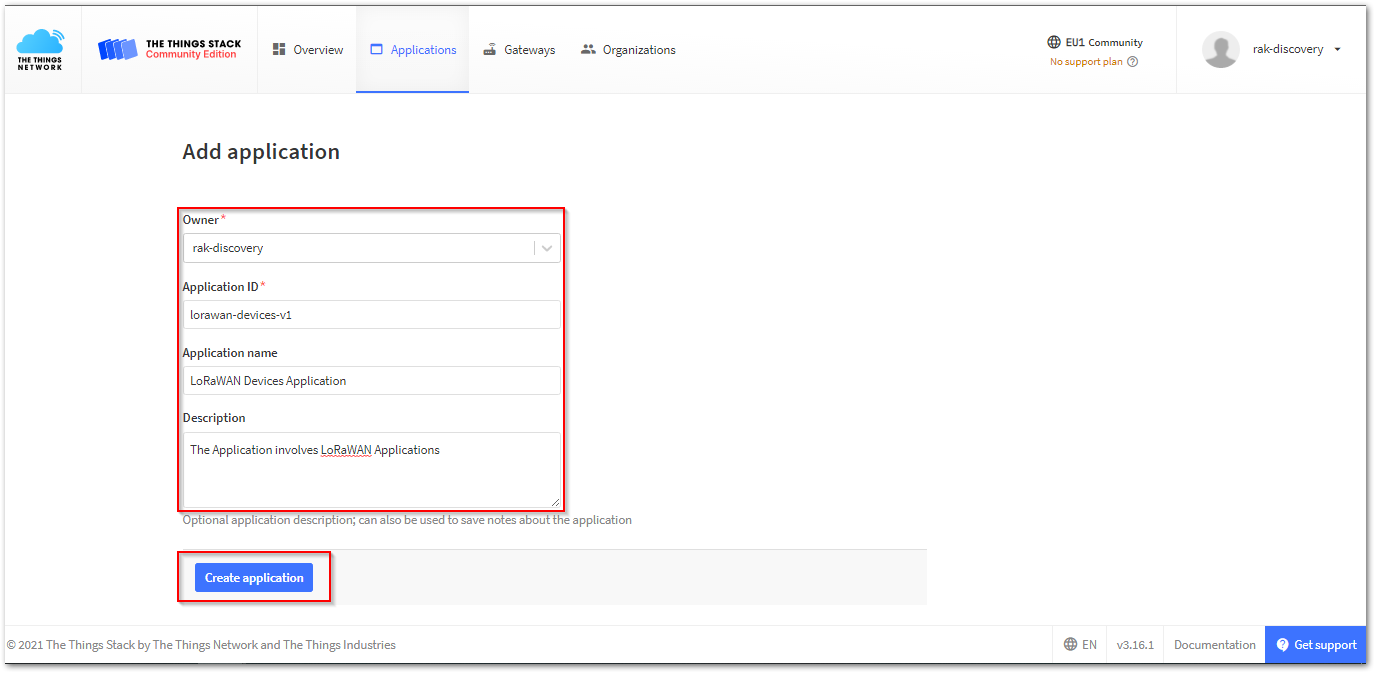 THE THINGS
NETWORK
THE THINGS STACK
Community Edition
Overview
Applications
Gateways
Organizations
EU1 Community
No support plan
rak-discovery
Add application
Owner*
rak-discovery
Application ID*
lorawan-devices-v1
Application name
LoRaWAN Devices Application
Description
The Application involves LoRaWAN Applications
Optional application description; can also be used to save notes about the application
Create application
© 2021 The Things Stack by The Things Network and The Things Industries
EN
v3.16.1
Documentation
Get support